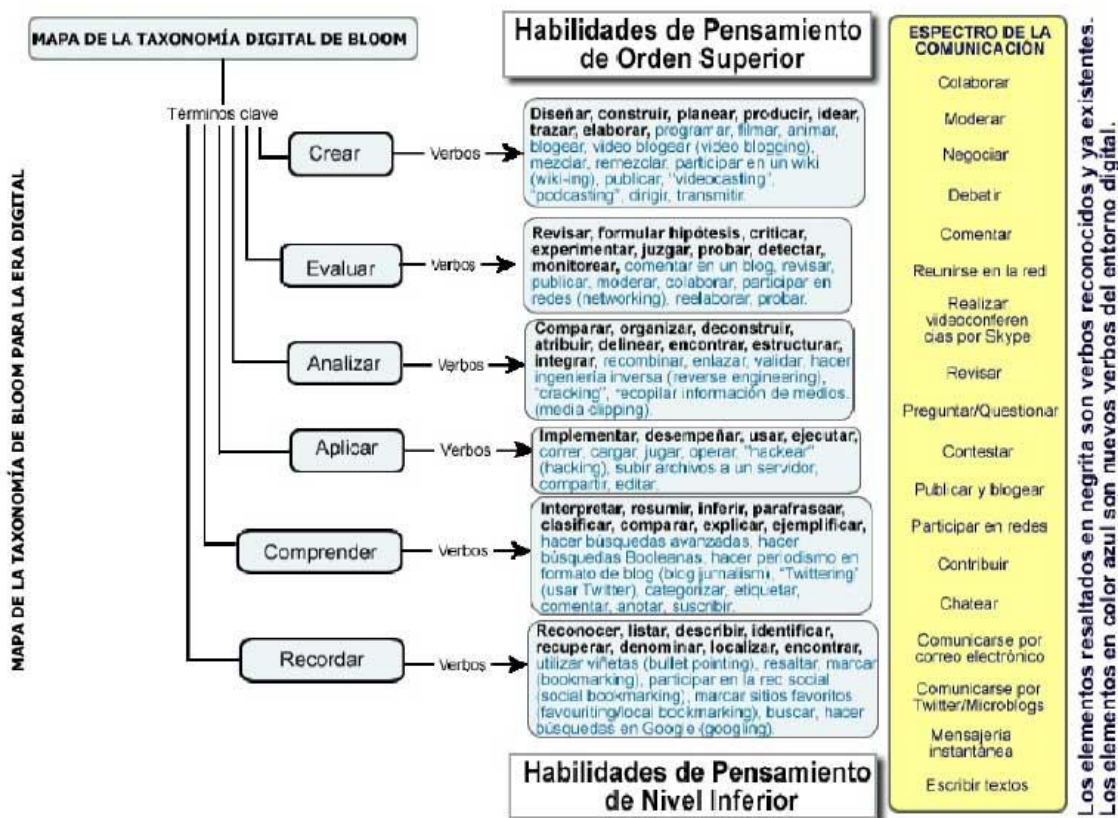 MAPA DE LA TAXONOMÍA DIGITAL DE BLOOM
Habilidades de Pensamiento
de Orden Superior
Términos clave
MAPA DE LA TAXONOMÍA DE BLOOM PARA LA ERA DIGITAL
Crear
Verbos
Diseñar, construir, planear, producir, idear,
trazar, elaborar, programar, filmar, animar,
blogear, video blogear (video blogging),
mezclar, remezclar, participar en un wiki
(wiki-ing), publicar, "videocasting",
"podcasting", dirigir, transmitir.
Evaluar
Verbos
Revisar, formular hipótesis, criticar,
experimentar, juzgar, probar, detectar,
monitorear, comentar en un blog, revisar,
publicar, moderar, colaborar, participar en
redes (networking), reelaborar, probar.
Analizar
Verbos
Comparar, organizar, deconstruir,
atribuir, delinear, encontrar, estructurar,
integrar, recombinar, enlazar, validar, hacer
ingeniería inversa (reverse engineering),
"cracking", recopilar información de medios.
(media clipping).
Aplicar
Verbos
Implementar, desempeñar, usar, ejecutar,
correr, cargar, jugar, operar, "hackear"
(hacking), subir archivos a un servidor,
compartir, editar.
Comprender
Verbos
Interpretar, resumir, inferir, parafrasear,
clasificar, comparar, explicar, ejemplificar,
hacer búsquedas avanzadas, hacer
búsquedas Booleanas, hacer periodismo en
formato de blog (blog jurnalism), "Twittering"
(usar Twitter), categorizar, etiquetar,
comentar, anotar, suscribir.
Recordar
Verbos
Reconocer, listar, describir, identificar,
recuperar, denominar, localizar, encontrar,
utilizar viñetas (bullet pointing), resaltar, marcar
(bookmarking), participar en la rec social
(social bookmarking), marcar sitios favoritos
(favouriting/local bookmarking), buscar, hacer
búsquedas en Google (googling).
Habilidades de Pensamiento
de Nivel Inferior
ESPECTRO DE LA
COMUNICACIÓN
Colaborar
Moderar
Negociar
Debatir
Comentar
Reunirse en la red
Realizar
videoconferen
cias por Skype
Revisar
Preguntar/Questionar
Contestar
Publicar y blogear
Participar en redes
Contribuir
Chatear
Comunicarse por
correo electrónico
Comunicarse por
Twitter/Microblogs
Mensajería
instantánea
Escribir textos
Los elementos resaltados en negrita son verbos reconocidos y ya existentes.
Los elementos en color azul son nuevos verbos del entorno digital.